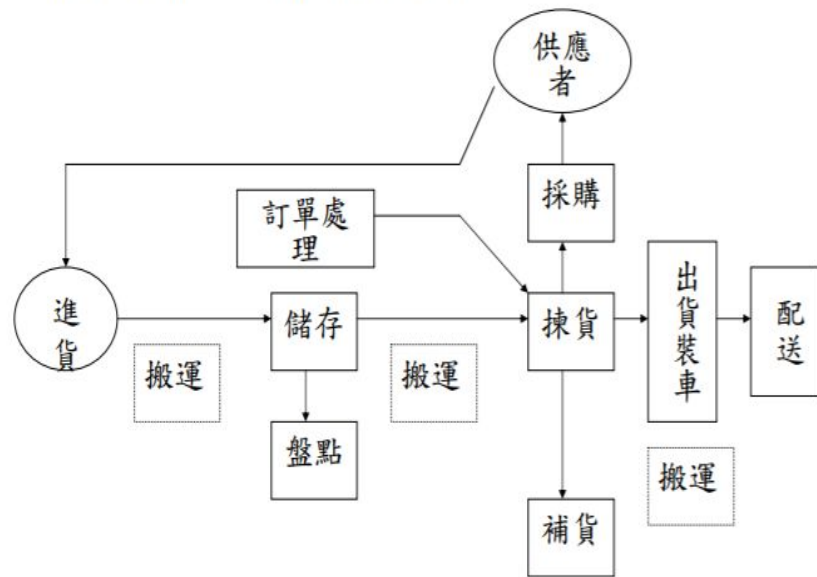 供應
者
採購
訂單處
理
進
貨
儲存
揀貨
出
貨
裝
車
配
送
搬運
搬運
盤點
搬運
補貨